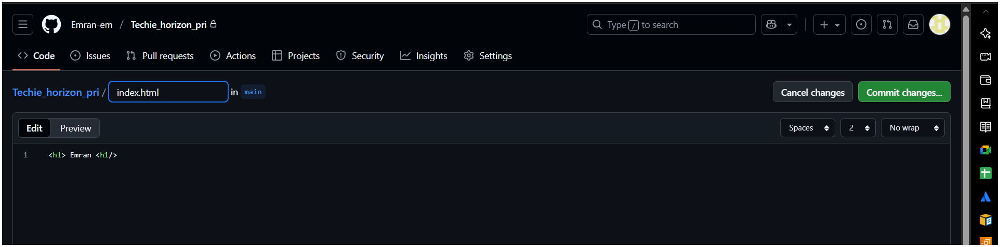 Emran-em / Techie_horizon_pri Type / to search
Code Issues Pull requests Actions Projects Security Insights Settings
Techie_horizon_pri / index.html in main Cancel changes Commit changes...
Edit Preview Spaces 2 No wrap
1 <h1> Emran <h1/>